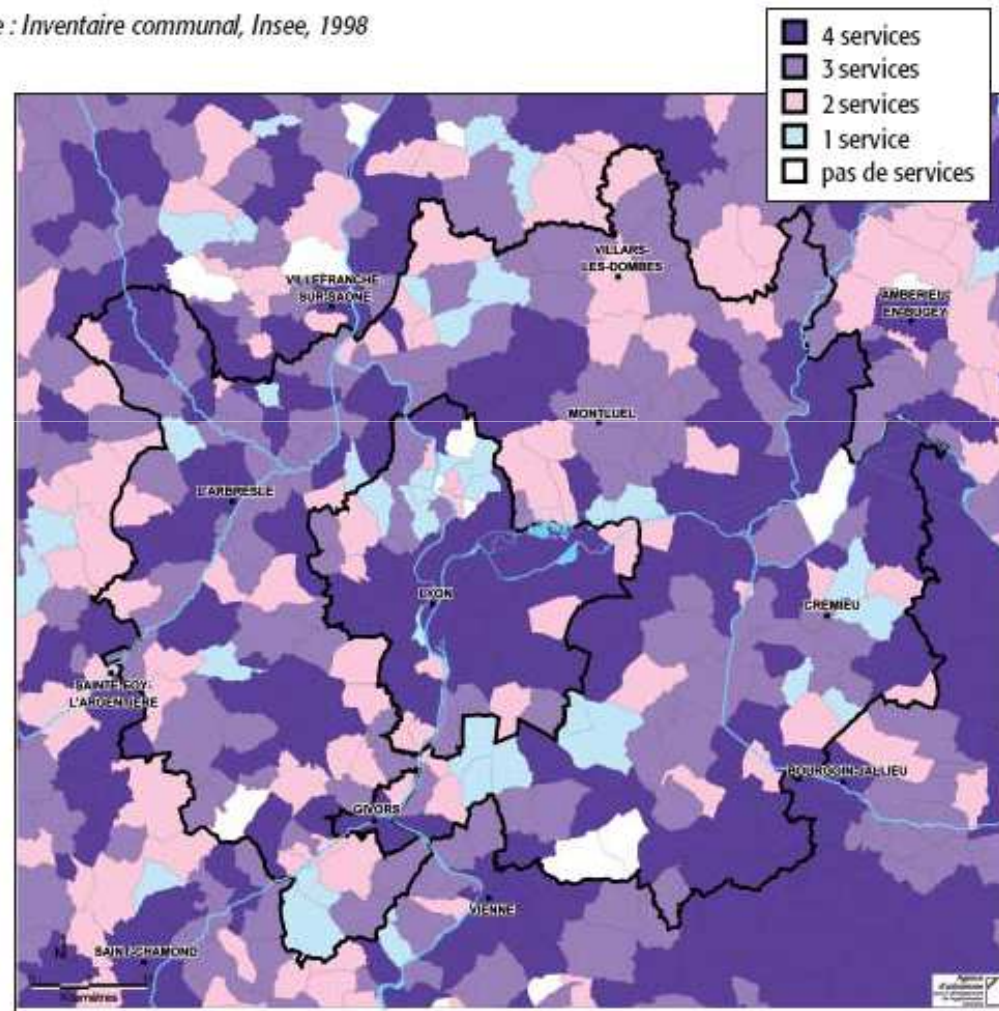 e : Inventaire communal, Insee, 1998
4 services
3 services
2 services
1 service
pas de services
VILLARS-
LES-DOMBES
VILLEFRANCHE
SUR-SAONE
AMBERIEU
EN-BUGEY
MONTLUEL
L'ARBRESLE
LYON
CREMIEU
SAINTE-FOY-
L'ARGENTIERE
BOURGOIN-JALLIEU
GIVORS
VIENNE
SAINT-CHAMOND
N
Kilomètres
Agence
d'urbanisme